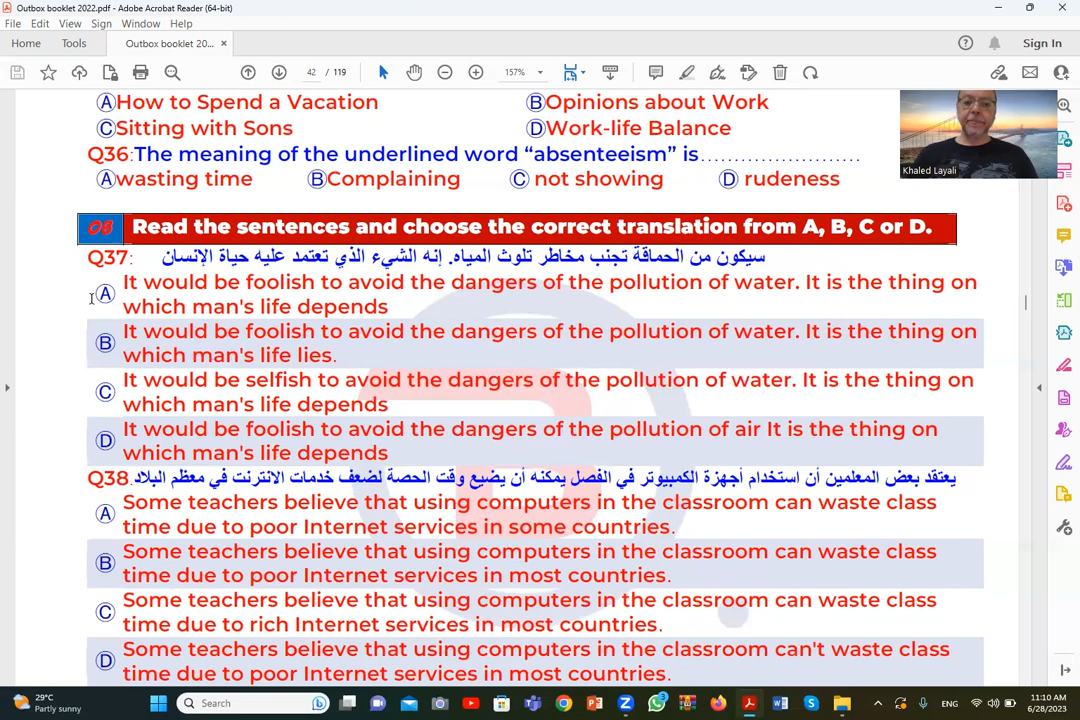 Outbox booklet 2022.pdf - Adobe Acrobat Reader (64-bit)
File Edit View Sign Window Help
Home Tools Outbox booklet 20... × Sign In
42 / 119 157%
Ⓐ How to Spend a Vacation Ⓑ Opinions about Work
Ⓒ Sitting with Sons Ⓓ Work-life Balance
Q36: The meaning of the underlined word “absenteeism” is........................
Ⓐ wasting time Ⓑ Complaining Ⓒ not showing Ⓓ rudeness
Khaled Layali
03 Read the sentences and choose the correct translation from A, B, C or D.
Q37: سيكون من الحماقة تجنب مخاطر تلوث المياه. إنه الشيء الذي تعتمد عليه حياة الإنسان
Ⓐ It would be foolish to avoid the dangers of the pollution of water. It is the thing on
which man's life depends
Ⓑ It would be foolish to avoid the dangers of the pollution of water. It is the thing on
which man's life lies.
Ⓒ It would be selfish to avoid the dangers of the pollution of water. It is the thing on
which man's life depends
Ⓓ It would be foolish to avoid the dangers of the pollution of air It is the thing on
which man's life depends
Q38. يعتقد بعض المعلمين أن استخدام أجهزة الكمبيوتر في الفصل يمكنه أن يضيع وقت الحصة لضعف خدمات الانترنت في معظم البلاد
Ⓐ Some teachers believe that using computers in the classroom can waste class
time due to poor Internet services in some countries.
Ⓑ Some teachers believe that using computers in the classroom can waste class
time due to poor Internet services in most countries.
Ⓒ Some teachers believe that using computers in the classroom can waste class
time due to rich Internet services in most countries.
Ⓓ Some teachers believe that using computers in the classroom can't waste class
time due to poor Internet services in most countries.
29°C
Partly sunny
Search
3
ENG
11:10 AM
6/28/2023